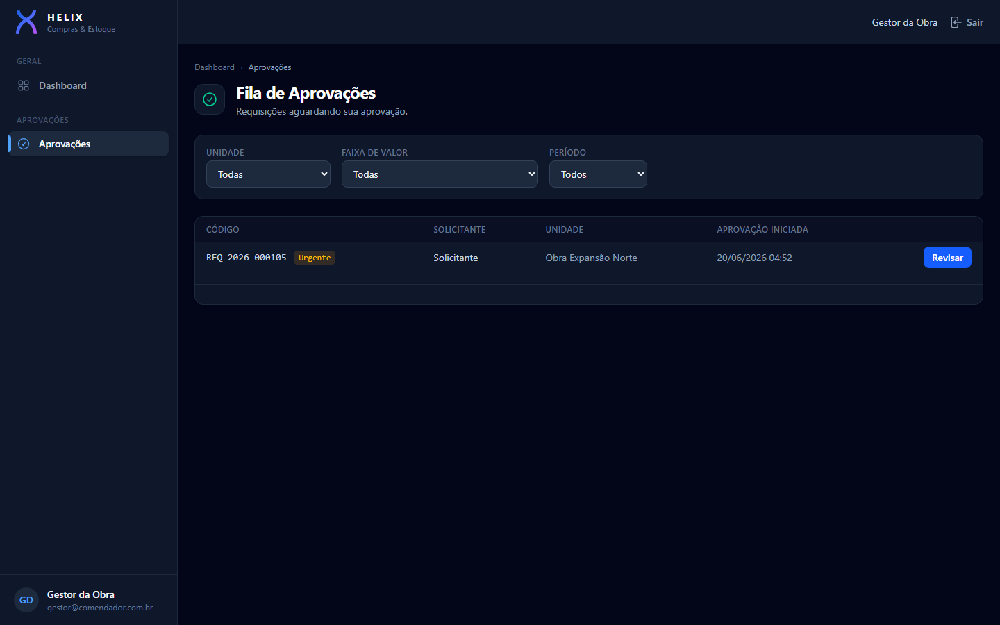 HELIX
Compras & Estoque
Gestor da Obra
Sair
GERAL
Dashboard
APROVAÇÕES
Aprovações
Dashboard › Aprovações
Fila de Aprovações
Requisições aguardando sua aprovação.
UNIDADE FAIXA DE VALOR PERÍODO
Todas Todas Todos
CÓDIGO SOLICITANTE UNIDADE APROVAÇÃO INICIADA
REQ-2026-000105 Urgente Solicitante Obra Expansão Norte 20/06/2026 04:52 Revisar
GD
Gestor da Obra
gestor@comendador.com.br